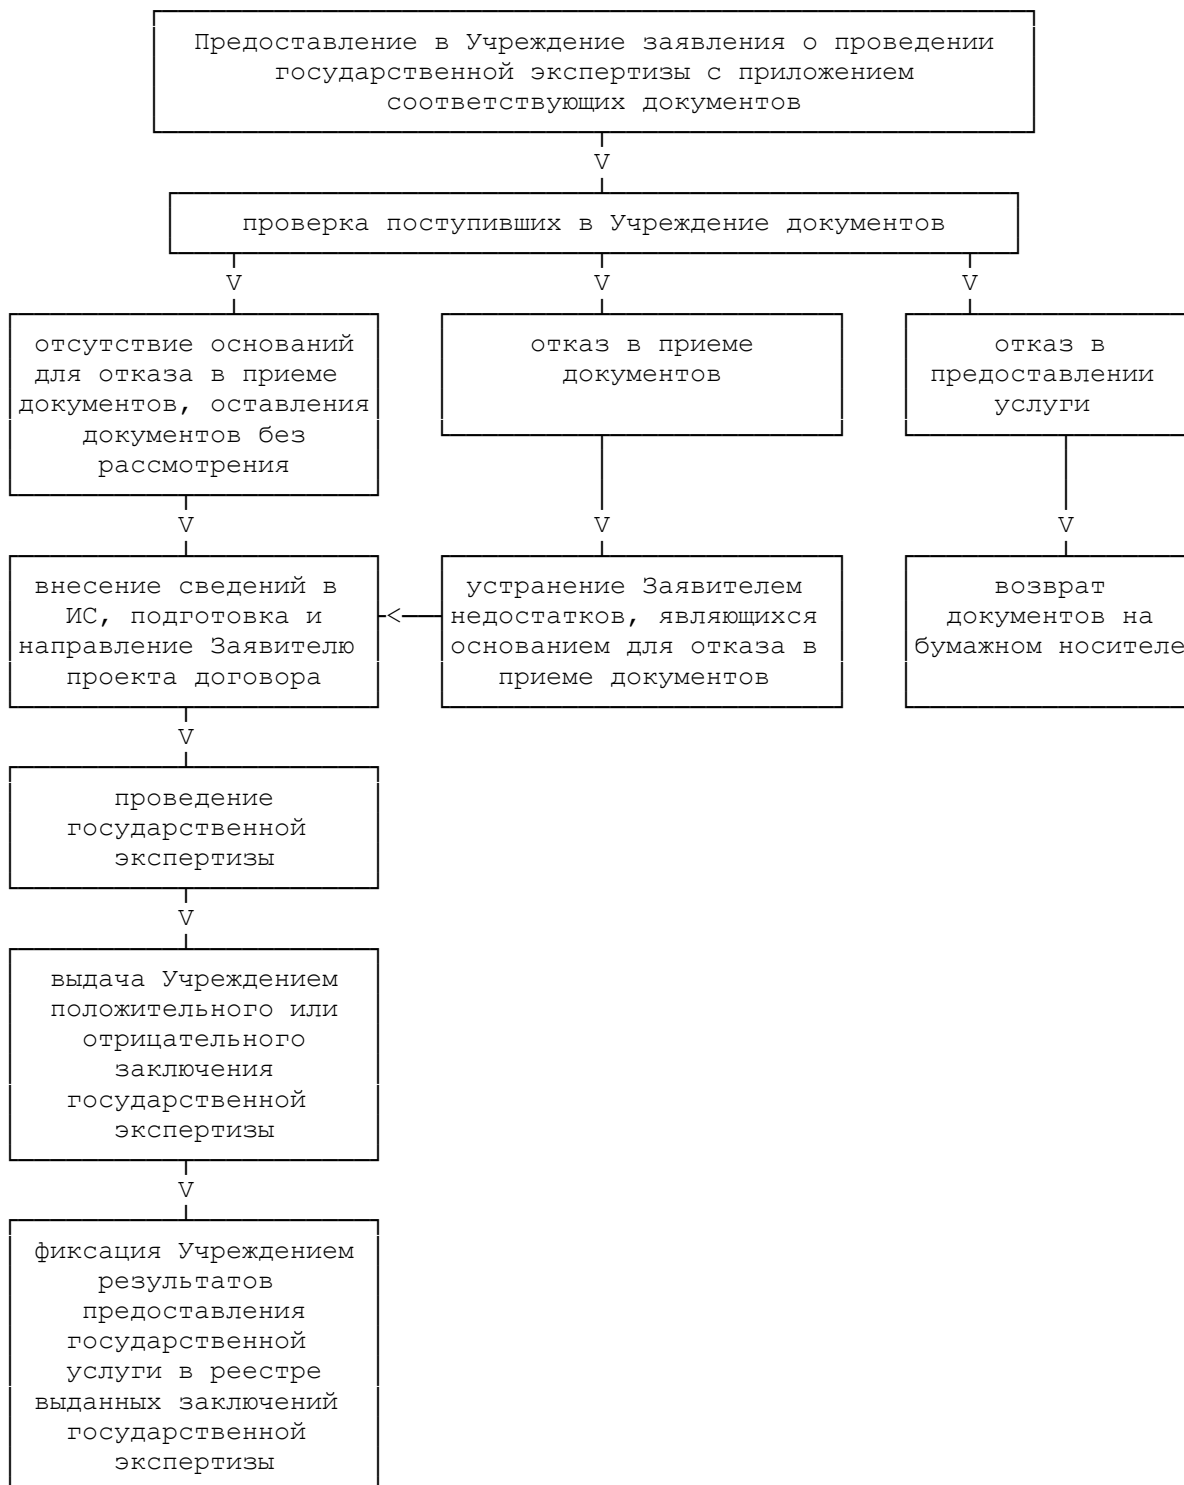 Предоставление в Учреждение заявления о проведении
государственной экспертизы с приложением
соответствующих документов
V
проверка поступивших в Учреждение документов
V
V
V
отсутствие оснований
для отказа в приеме
документов, оставления
документов без
рассмотрения
отказ в приеме
документов
отказ в
предоставлении
услуги
V
V
V
внесение сведений в
ИС, подготовка и
направление Заявителю
проекта договора
<
устранение Заявителем
недостатков, являющихся
основанием для отказа в
приеме документов
возврат
документов на
бумажном носителе
V
проведение
государственной
экспертизы
V
выдача Учреждением
положительного или
отрицательного
заключения
государственной
экспертизы
V
фиксация Учреждением
результатов
предоставления
государственной
услуги в реестре
выданных заключений
государственной
экспертизы